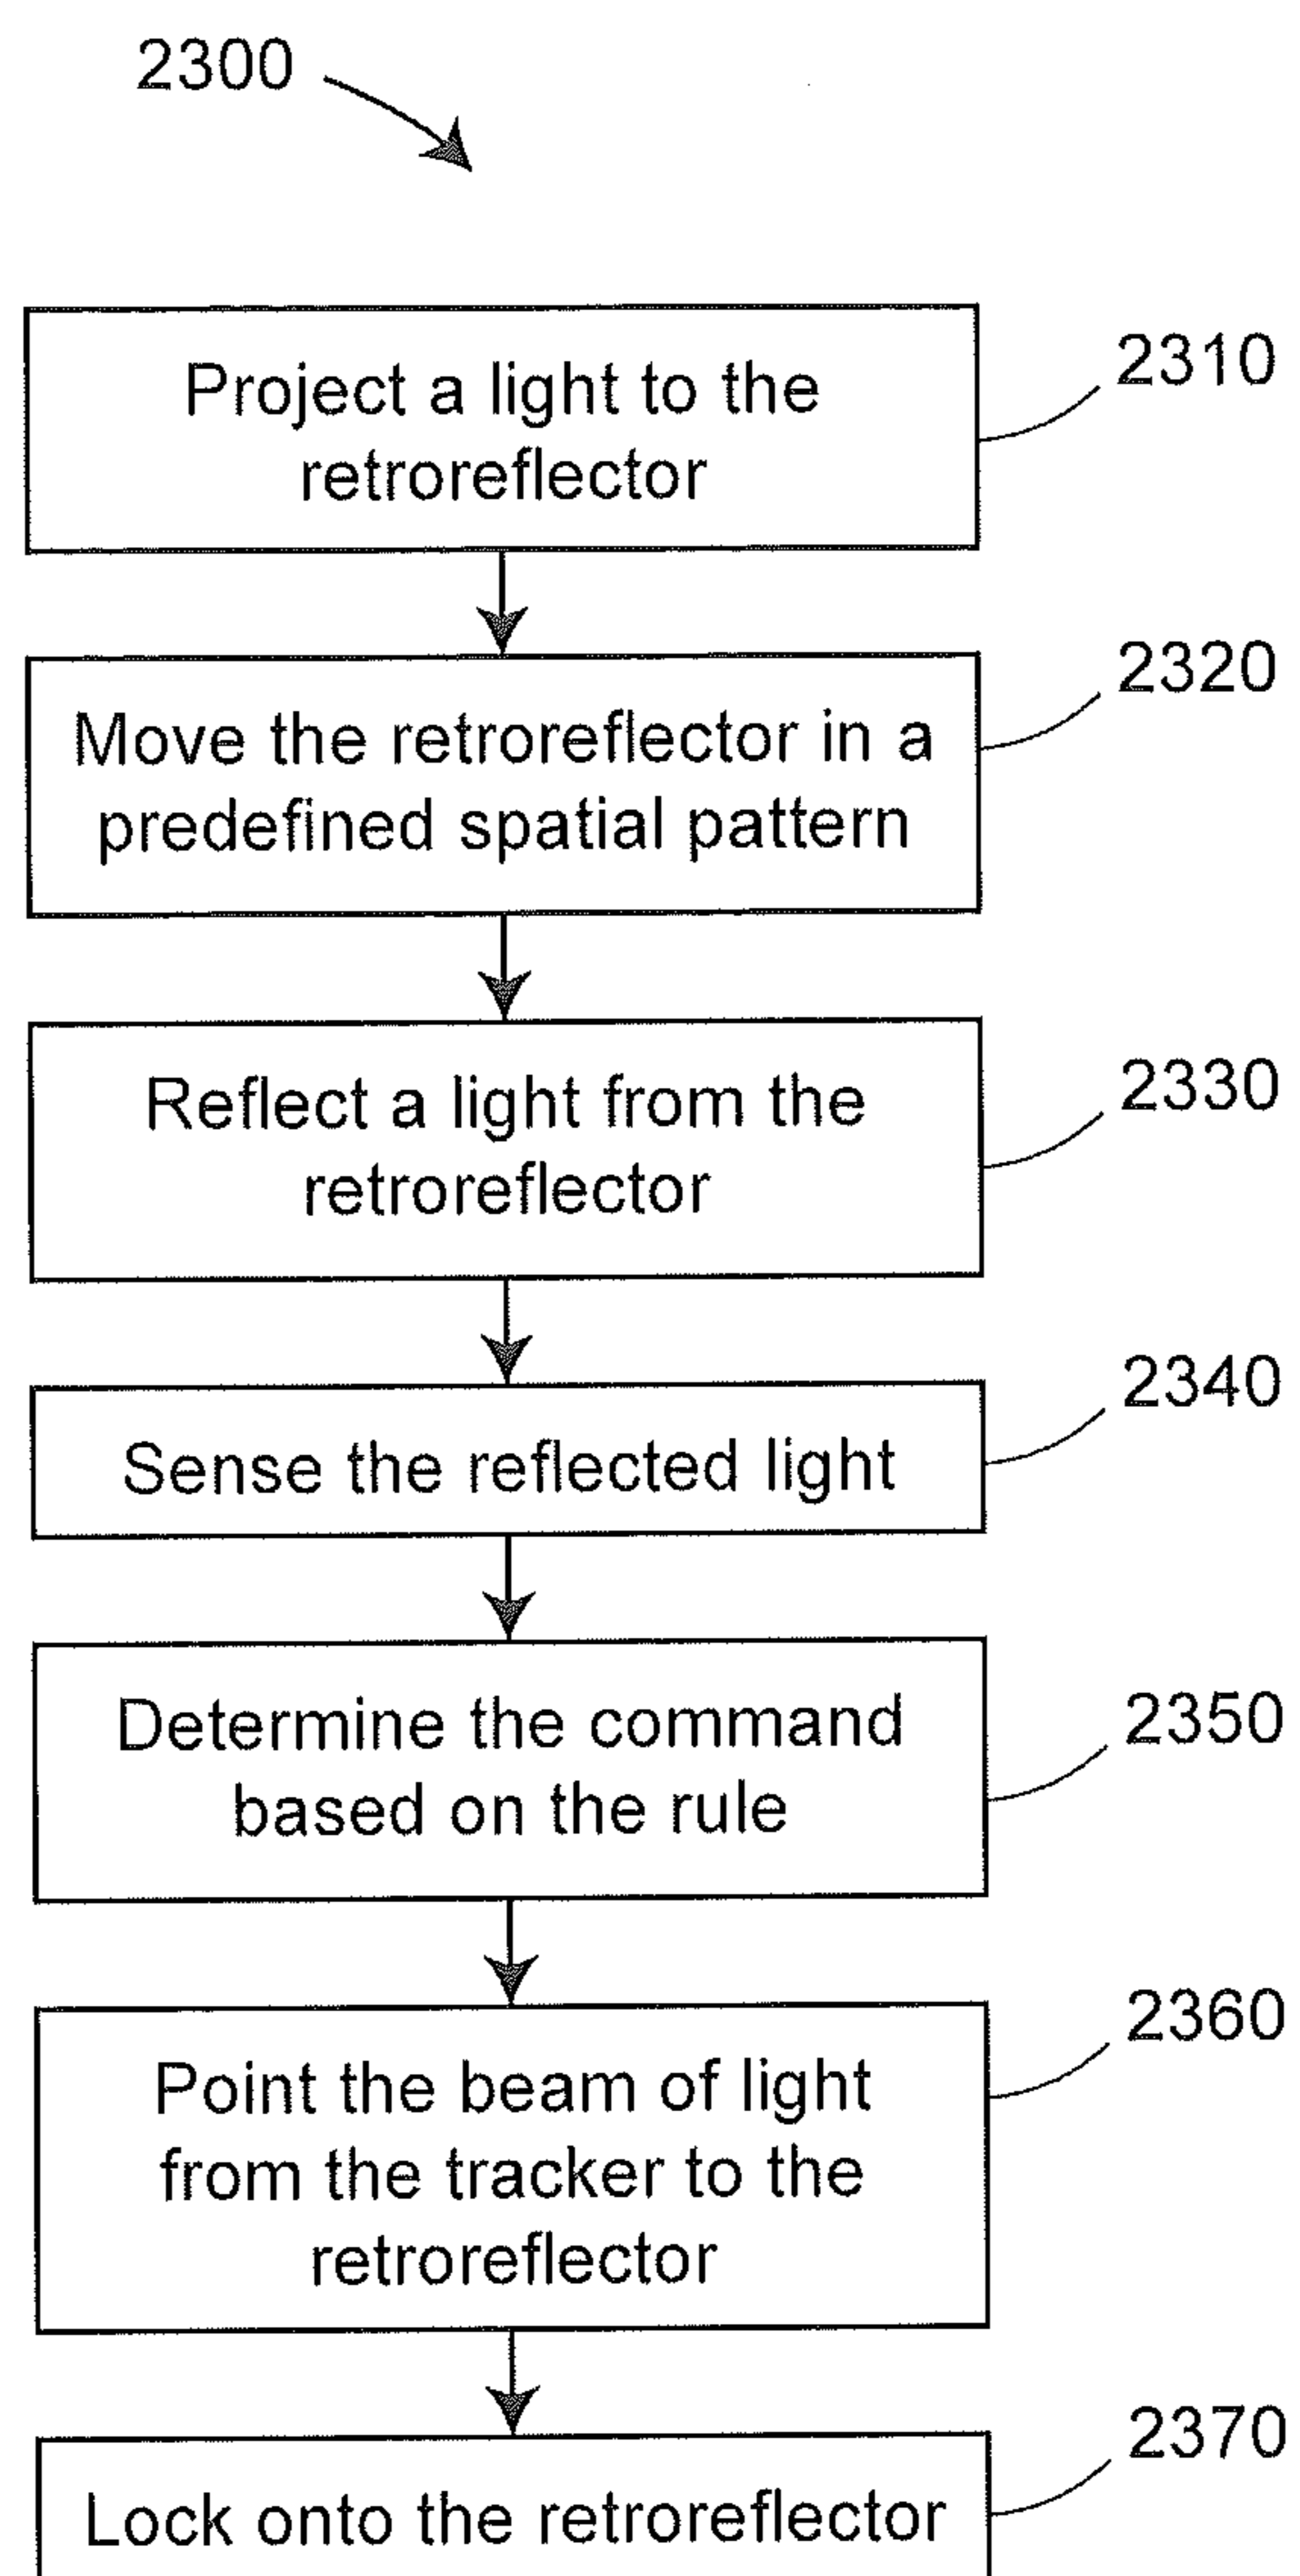 2300
Project a light to the
retroreflector
2310
Move the retroreflector in a
predefined spatial pattern
2320
Reflect a light from the
retroreflector
2330
Sense the reflected light
2340
Determine the command
based on the rule
2350
Point the beam of light
from the tracker to the
retroreflector
2360
Lock onto the retroreflector
2370